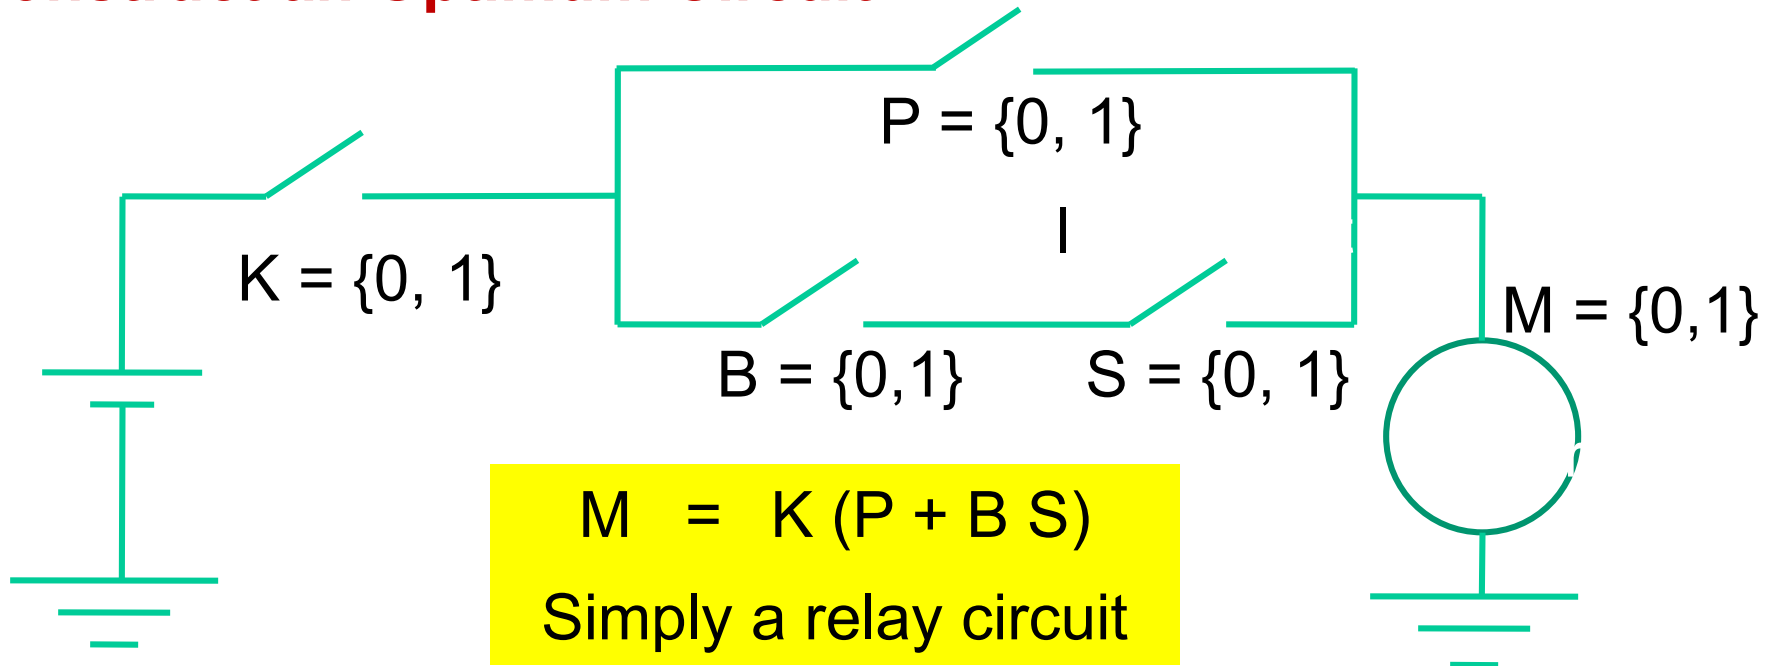 P = {0, 1}
I
K = {0, 1}
B = {0,1}
S = {0, 1}
M = {0,1}
M = K (P + B S)
Simply a relay circuit